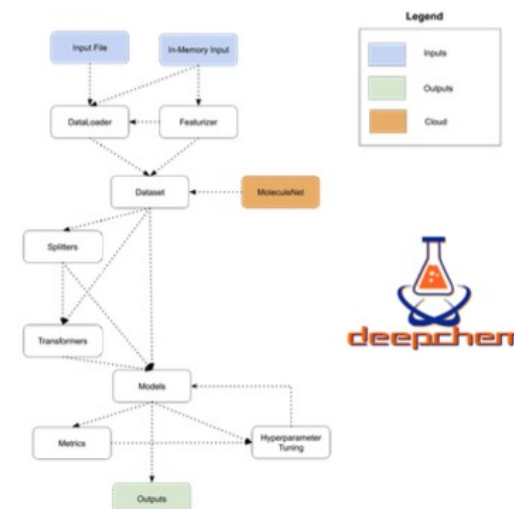 Legend
Input File
In-Memory Input
Inputs
Outputs
DataLoader
Featurizer
Cloud
Dataset
MoleculeNet
Splitters
Transformers
deepchem
Models
Metrics
Hyperparameter
Tuning
Outputs